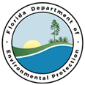 Florida Department of
Environmental Protection